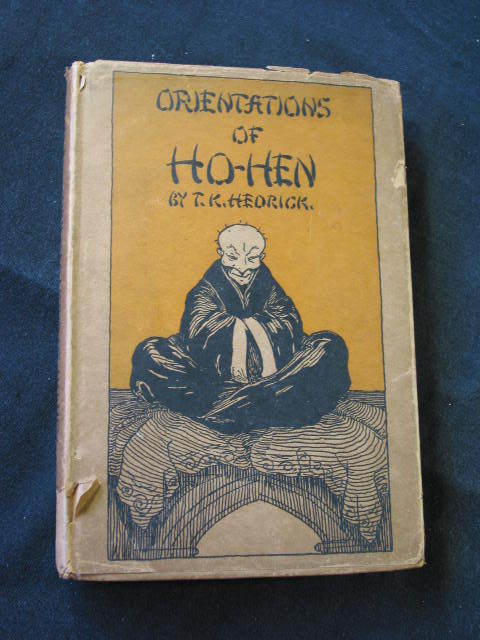 ORIENTATIONS
OF
HO-HEN
BY T.K. HEDRICK.